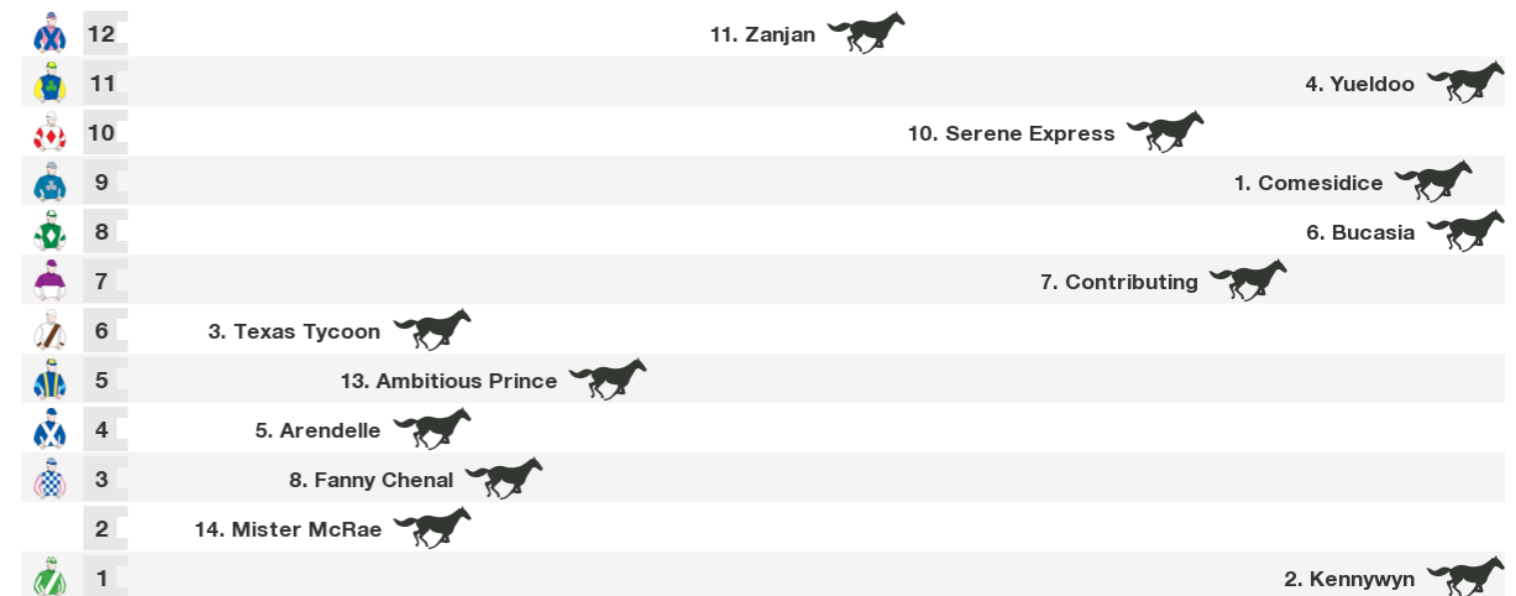 12 11. Zanjan
11 4. Yueldoo
10 10. Serene Express
9 1. Comesidice
8 6. Bucasia
7 7. Contributing
6 3. Texas Tycoon
5 13. Ambitious Prince
4 5. Arendelle
3 8. Fanny Chenal
2 14. Mister McRae
1 2. Kennywyn